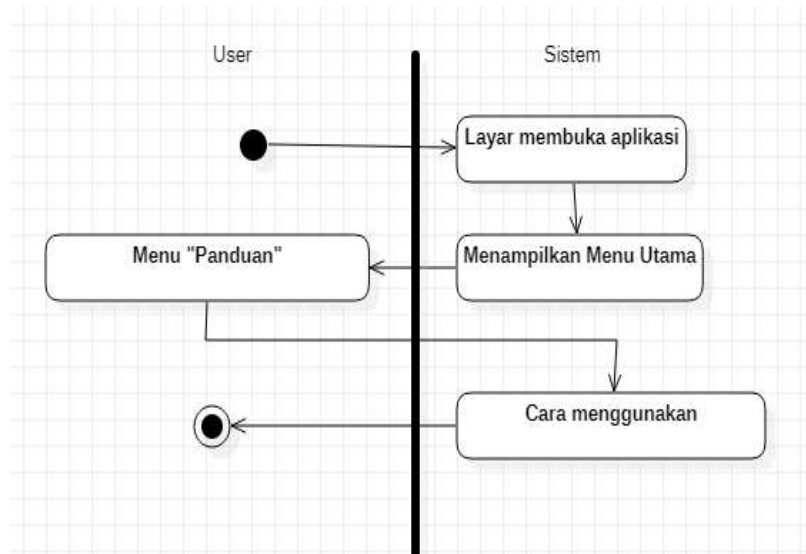 User
Sistem
Layar membuka aplikasi
Menu "Panduan"
Menampilkan Menu Utama
Cara menggunakan